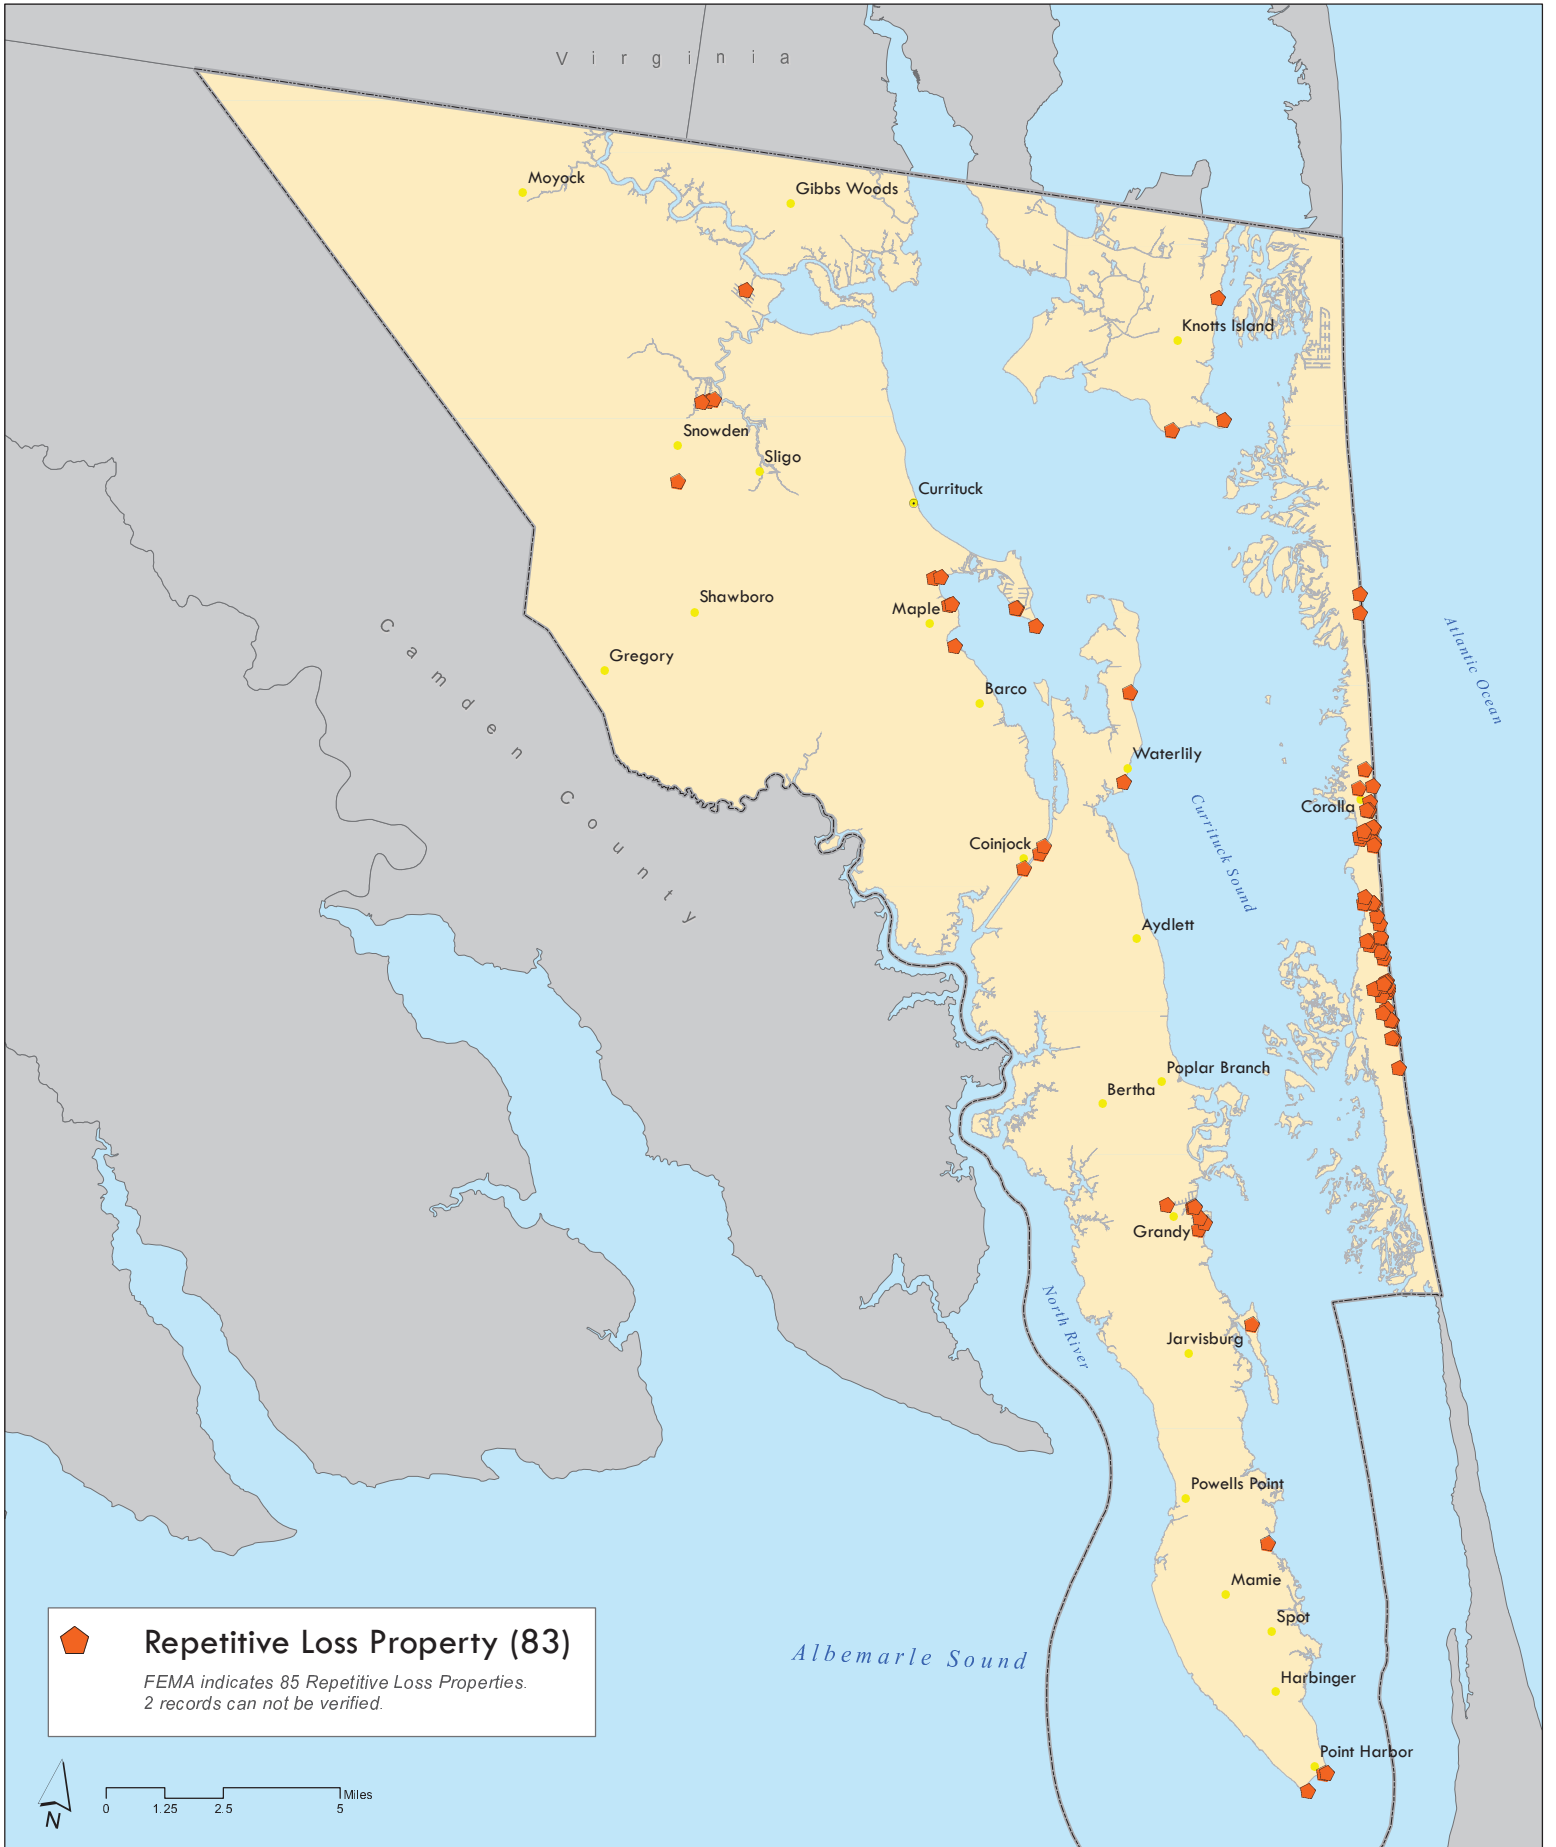 Virginia
Moyock
Gibbs Woods
Knotts Island
Snowden
Sligo
Currituck
Shawboro
Maple
Gregory
Barco
Camden County
Atlantic Ocean
Waterlily
Corolla
Currituck Sound
Coinjock
Aydlett
Poplar Branch
Bertha
Grandy
North River
Jarvisburg
Powells Point
Mamie
Spot
Albemarle Sound
Harbinger
Point Harbor
Repetitive Loss Property (83)
FEMA indicates 85 Repetitive Loss Properties.
2 records can not be verified.
N
Miles
0 1.25 2.5 5